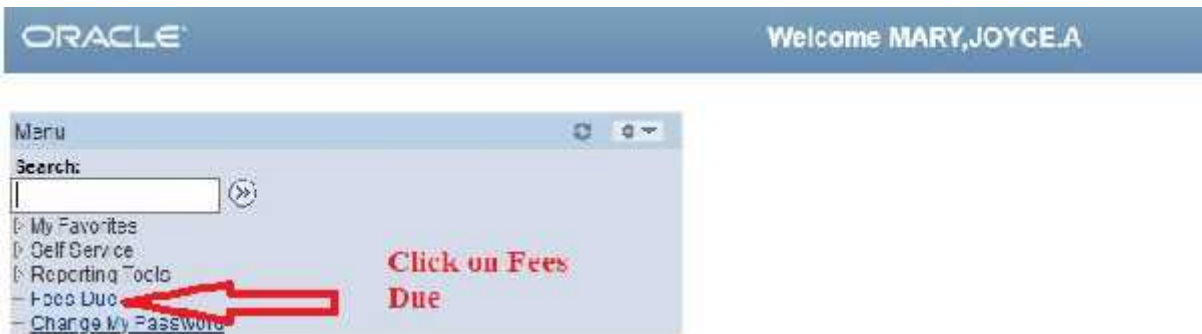 ORACLE
Welcome MARY,JOYCE.A
Menu
Search:
My Favorites
Self Service
Reporting Tools
Fees Due
Click on Fees
Due
Change My Password